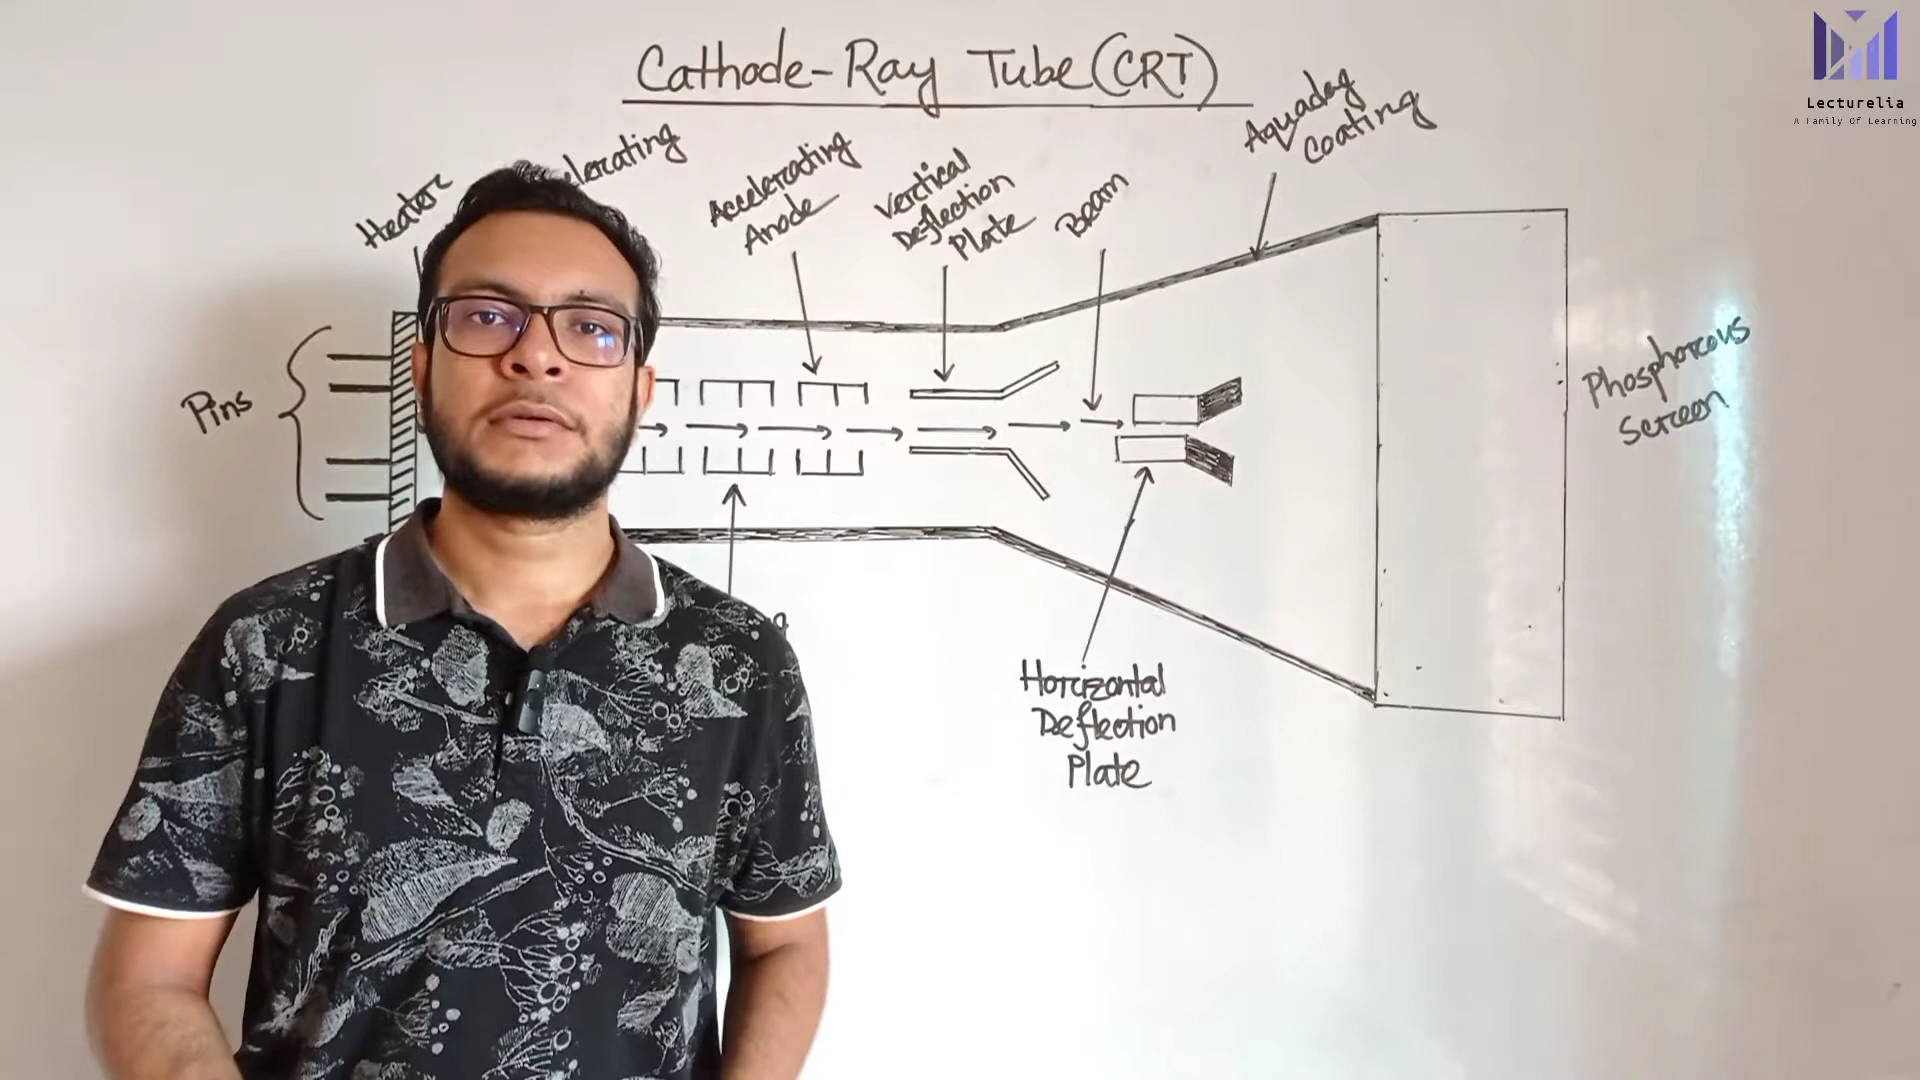 Cathode-Ray Tube (CRT)
Lecturelia
A Family Of Learning
Heater
Accelerating
Anode
Vertical
Deflection
Plate
Beam
Aquadag
Coating
Pins
Phosphorous
Screen
Horizontal
Deflection
Plate